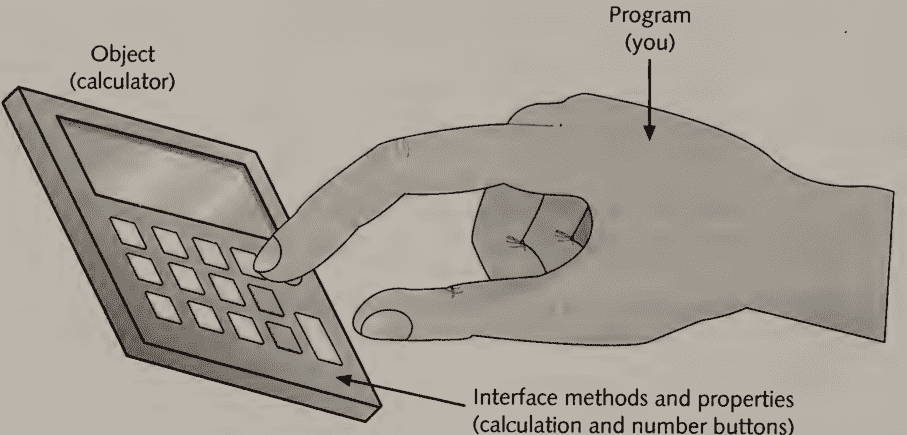 Program
(you)
Object
(calculator)
Interface methods and properties
(calculation and number buttons)